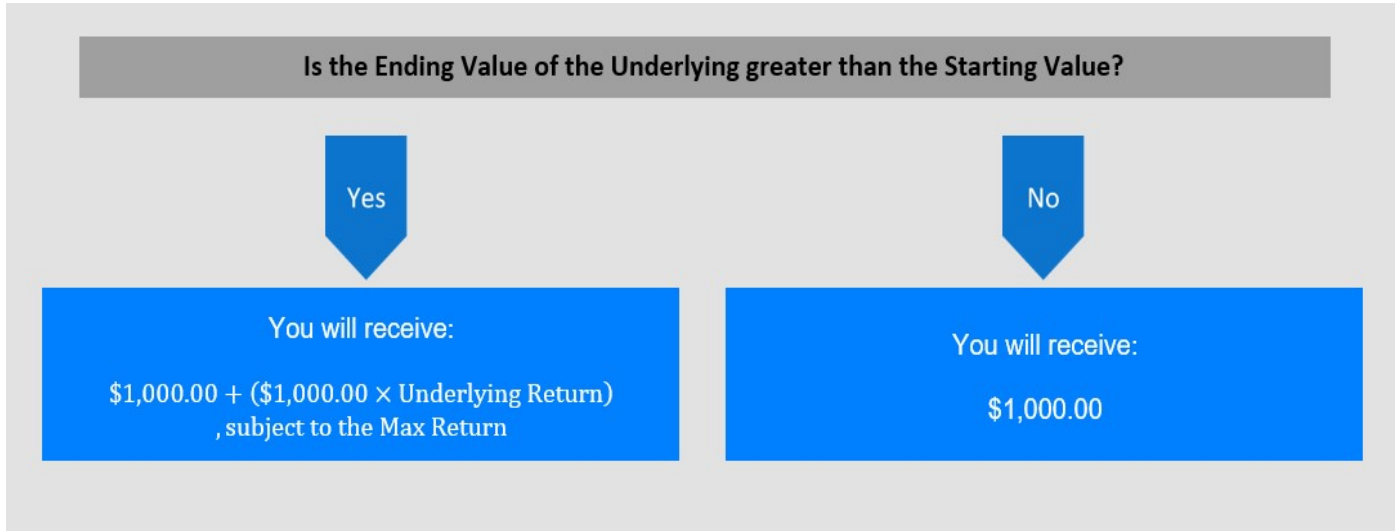 Is the Ending Value of the Underlying greater than the Starting Value?
Yes
No
You will receive:
$1,000.00 + ($1,000.00 × Underlying Return)
, subject to the Max Return
You will receive:
$1,000.00